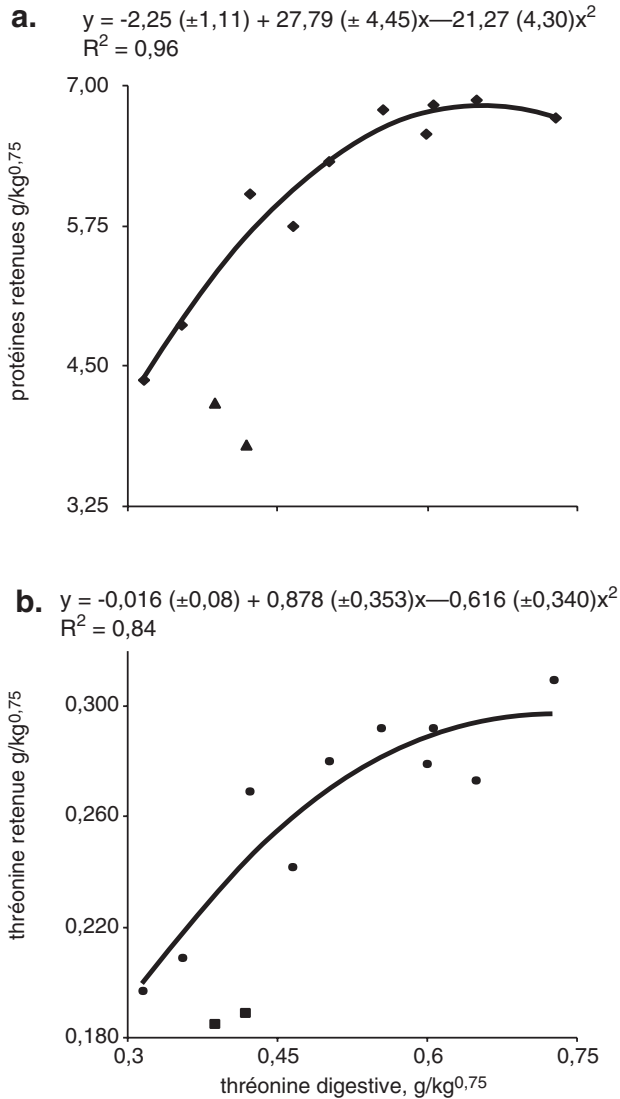 a.
y = -2,25 (±1,11) + 27,79 (± 4,45)x—21,27 (4,30)x²
R² = 0,96
7,00
5,75
4,50
3,25
protéines retenues g/kg⁰,⁷⁵
b.
y = -0,016 (±0,08) + 0,878 (±0,353)x—0,616 (±0,340)x²
R² = 0,84
0,300
0,260
0,220
0,180
thréonine retenue g/kg⁰,⁷⁵
0,3 0,45 0,6 0,75
thréonine digestive, g/kg⁰,⁷⁵